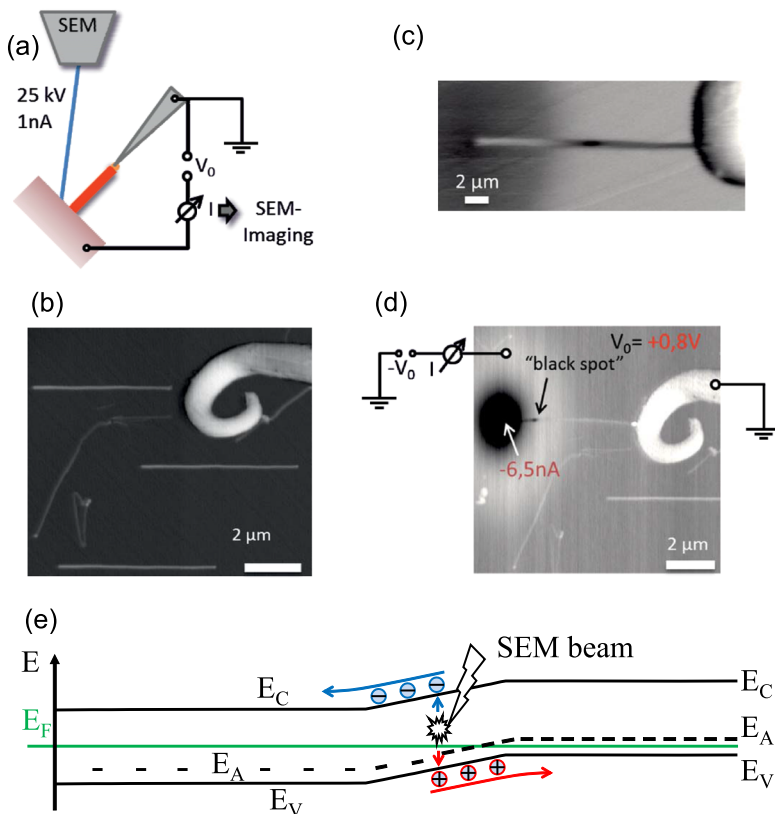 (a)
SEM
25 kV
1nA
V0
I
SEM-
Imaging
(b)
2 µm
(c)
2 µm
(d)
V0= +0,8V
-V0
I
“black spot”
-6,5nA
2 µm
(e)
E
SEM beam
EC
EC
EF
EA
EA
EV
EV